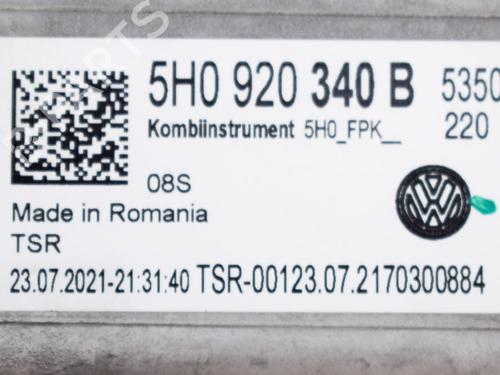 5H0 920 340 B 5350
Kombiinstrument 5H0_FPK__ 220
08S
Made in Romania
TSR
23.07.2021-21:31:40 TSR-00123.07.2170300884